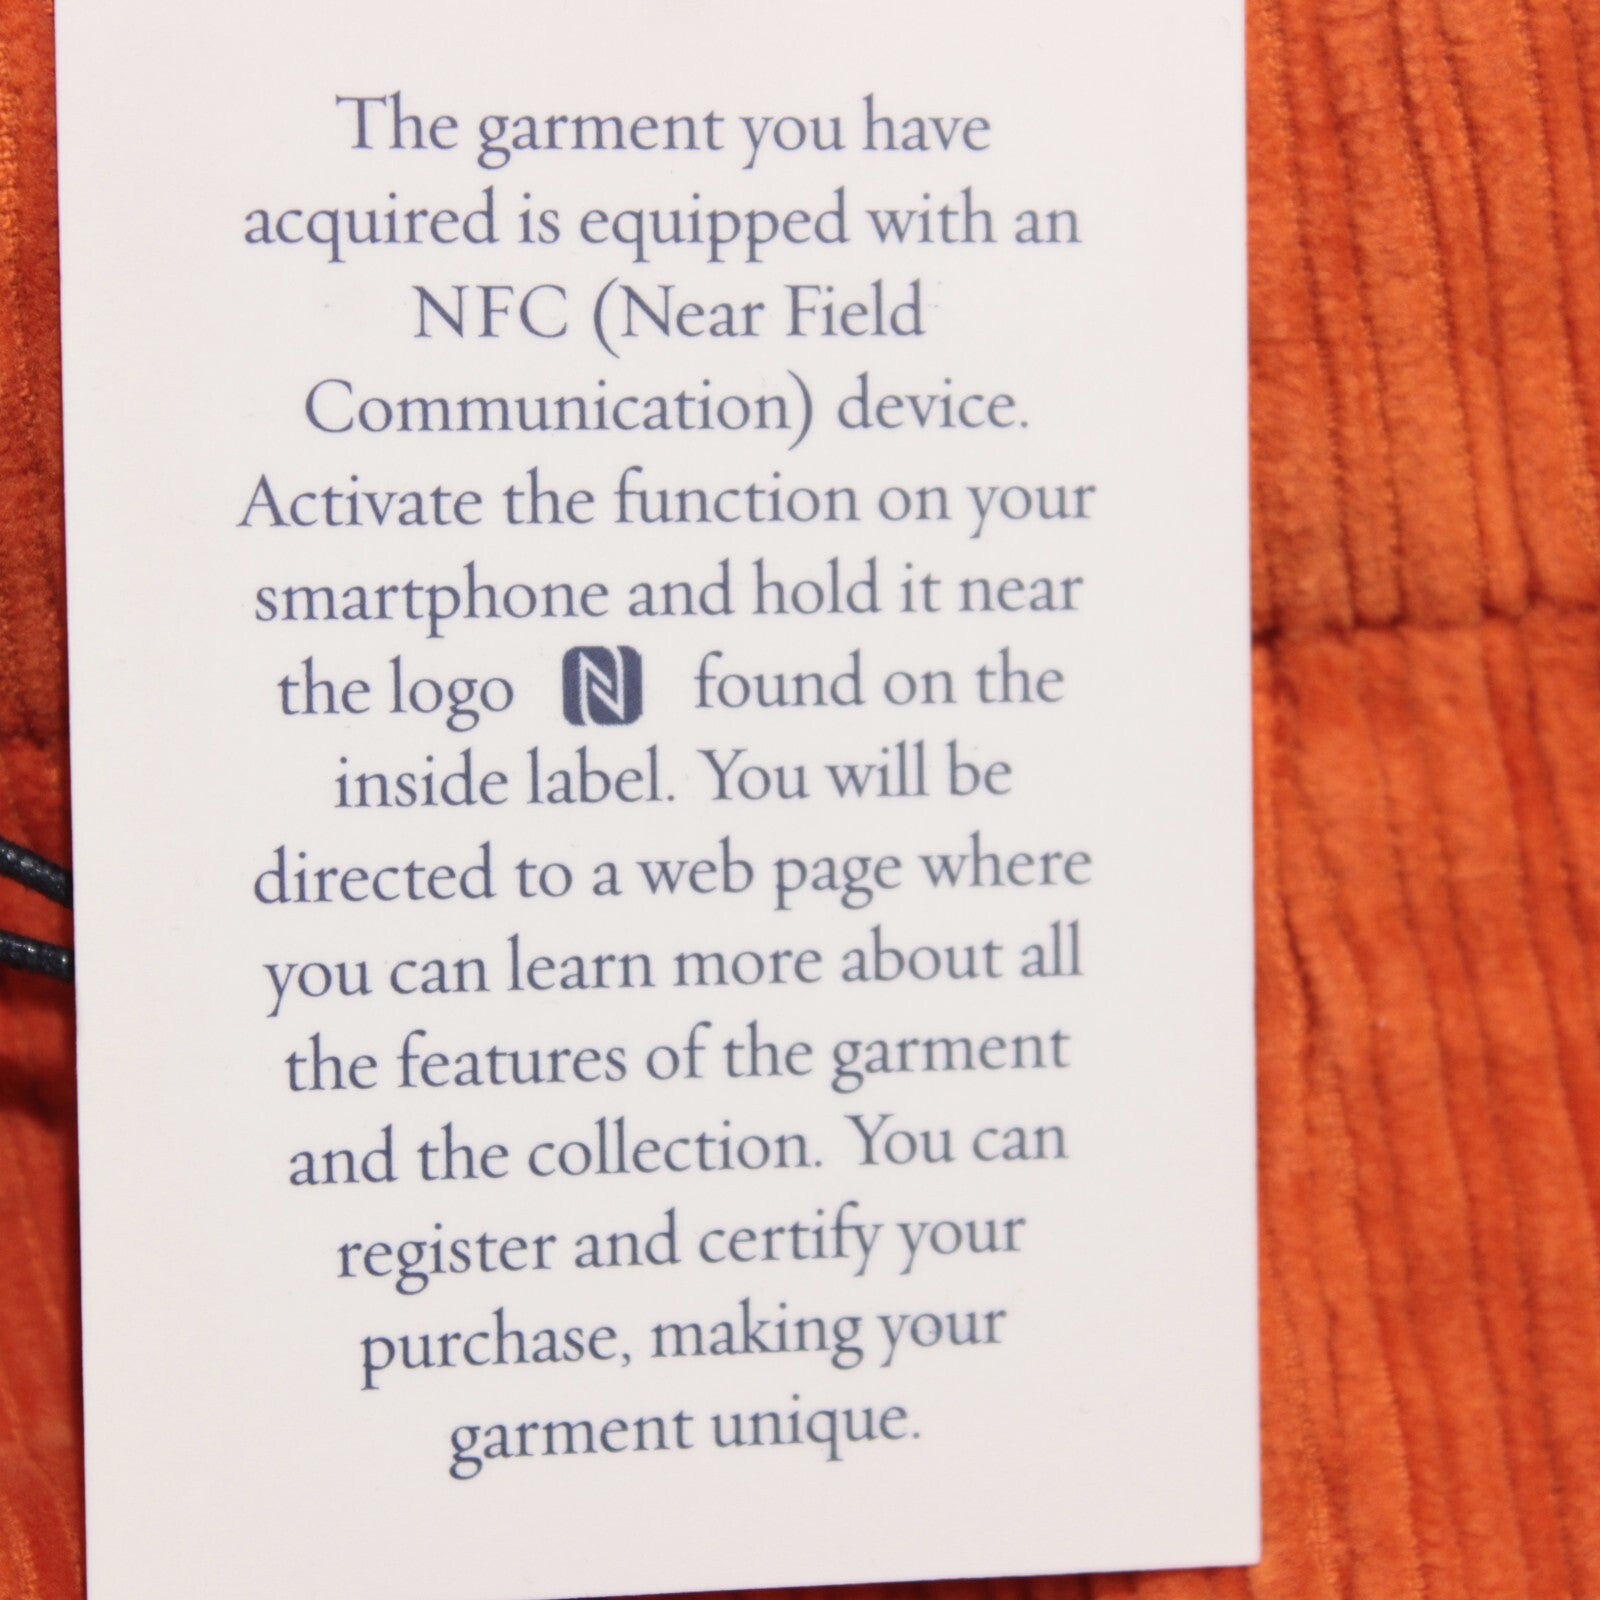 The garment you have
acquired is equipped with an
NFC (Near Field
Communication) device.
Activate the function on your
smartphone and hold it near
the logo N found on the
inside label. You will be
directed to a web page where
you can learn more about all
the features of the garment
and the collection. You can
register and certify your
purchase, making your
garment unique.